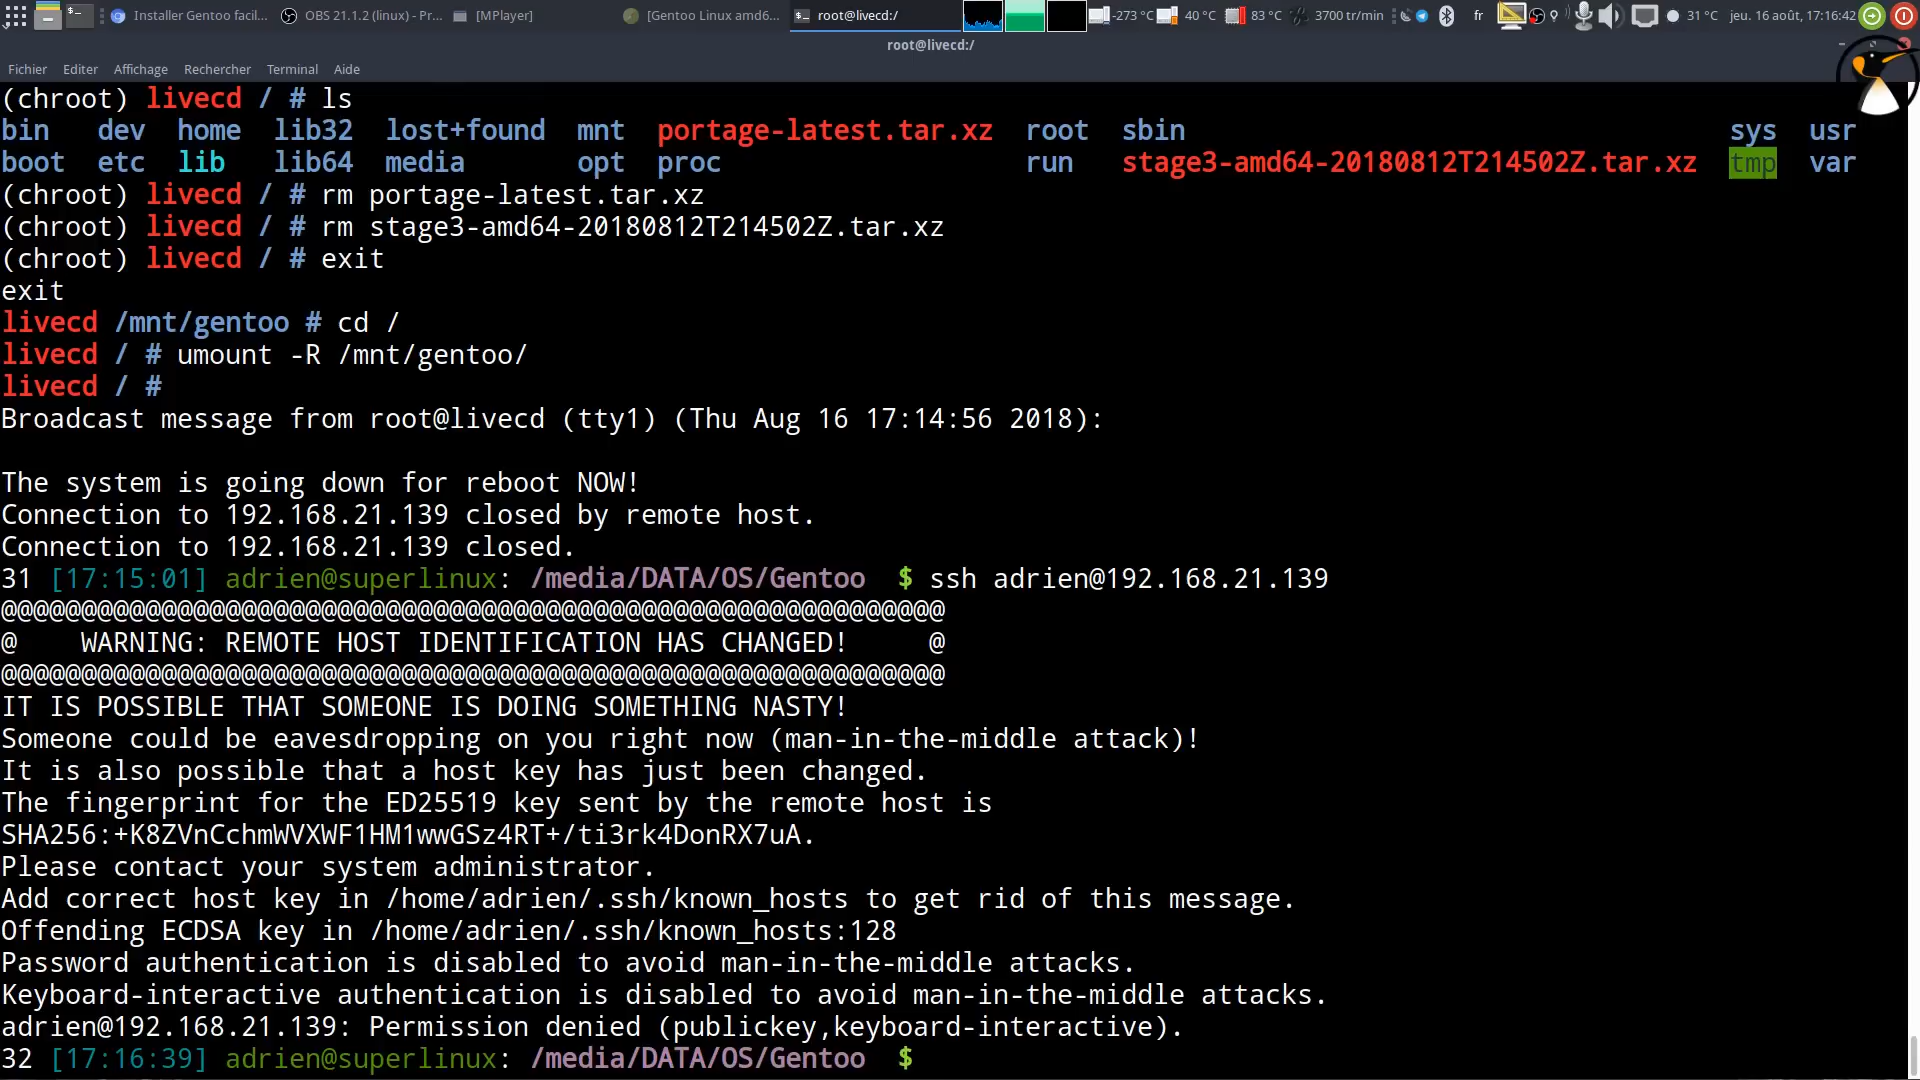 Installer Gentoo facil... OBS 21.1.2 (linux) - Pr... [MPlayer] [Gentoo Linux amd6... root@livecd:/ -273 °C 40 °C 83 °C 3700 tr/min fr 31 °C jeu. 16 août, 17:16:42
root@livecd:/
Fichier Editer Affichage Rechercher Terminal Aide
(chroot) livecd / # ls
bin dev home lib32 lost+found mnt portage-latest.tar.xz root sbin sys usr
boot etc lib lib64 media opt proc run stage3-amd64-20180812T214502Z.tar.xz tmp var
(chroot) livecd / # rm portage-latest.tar.xz
(chroot) livecd / # rm stage3-amd64-20180812T214502Z.tar.xz
(chroot) livecd / # exit
exit
livecd /mnt/gentoo # cd /
livecd / # umount -R /mnt/gentoo/
livecd / #
Broadcast message from root@livecd (tty1) (Thu Aug 16 17:14:56 2018):
The system is going down for reboot NOW!
Connection to 192.168.21.139 closed by remote host.
Connection to 192.168.21.139 closed.
31 [17:15:01] adrien@superlinux: /media/DATA/OS/Gentoo $ ssh adrien@192.168.21.139
@@@@@@@@@@@@@@@@@@@@@@@@@@@@@@@@@@@@@@@@@@@@@@@@@@@@@@@@@@@
@ WARNING: REMOTE HOST IDENTIFICATION HAS CHANGED! @
@@@@@@@@@@@@@@@@@@@@@@@@@@@@@@@@@@@@@@@@@@@@@@@@@@@@@@@@@@@
IT IS POSSIBLE THAT SOMEONE IS DOING SOMETHING NASTY!
Someone could be eavesdropping on you right now (man-in-the-middle attack)!
It is also possible that a host key has just been changed.
The fingerprint for the ED25519 key sent by the remote host is
SHA256:+K8ZVnCchmWVXWF1HM1wwGSz4RT+/ti3rk4DonRX7uA.
Please contact your system administrator.
Add correct host key in /home/adrien/.ssh/known_hosts to get rid of this message.
Offending ECDSA key in /home/adrien/.ssh/known_hosts:128
Password authentication is disabled to avoid man-in-the-middle attacks.
Keyboard-interactive authentication is disabled to avoid man-in-the-middle attacks.
adrien@192.168.21.139: Permission denied (publickey,keyboard-interactive).
32 [17:16:39] adrien@superlinux: /media/DATA/OS/Gentoo $